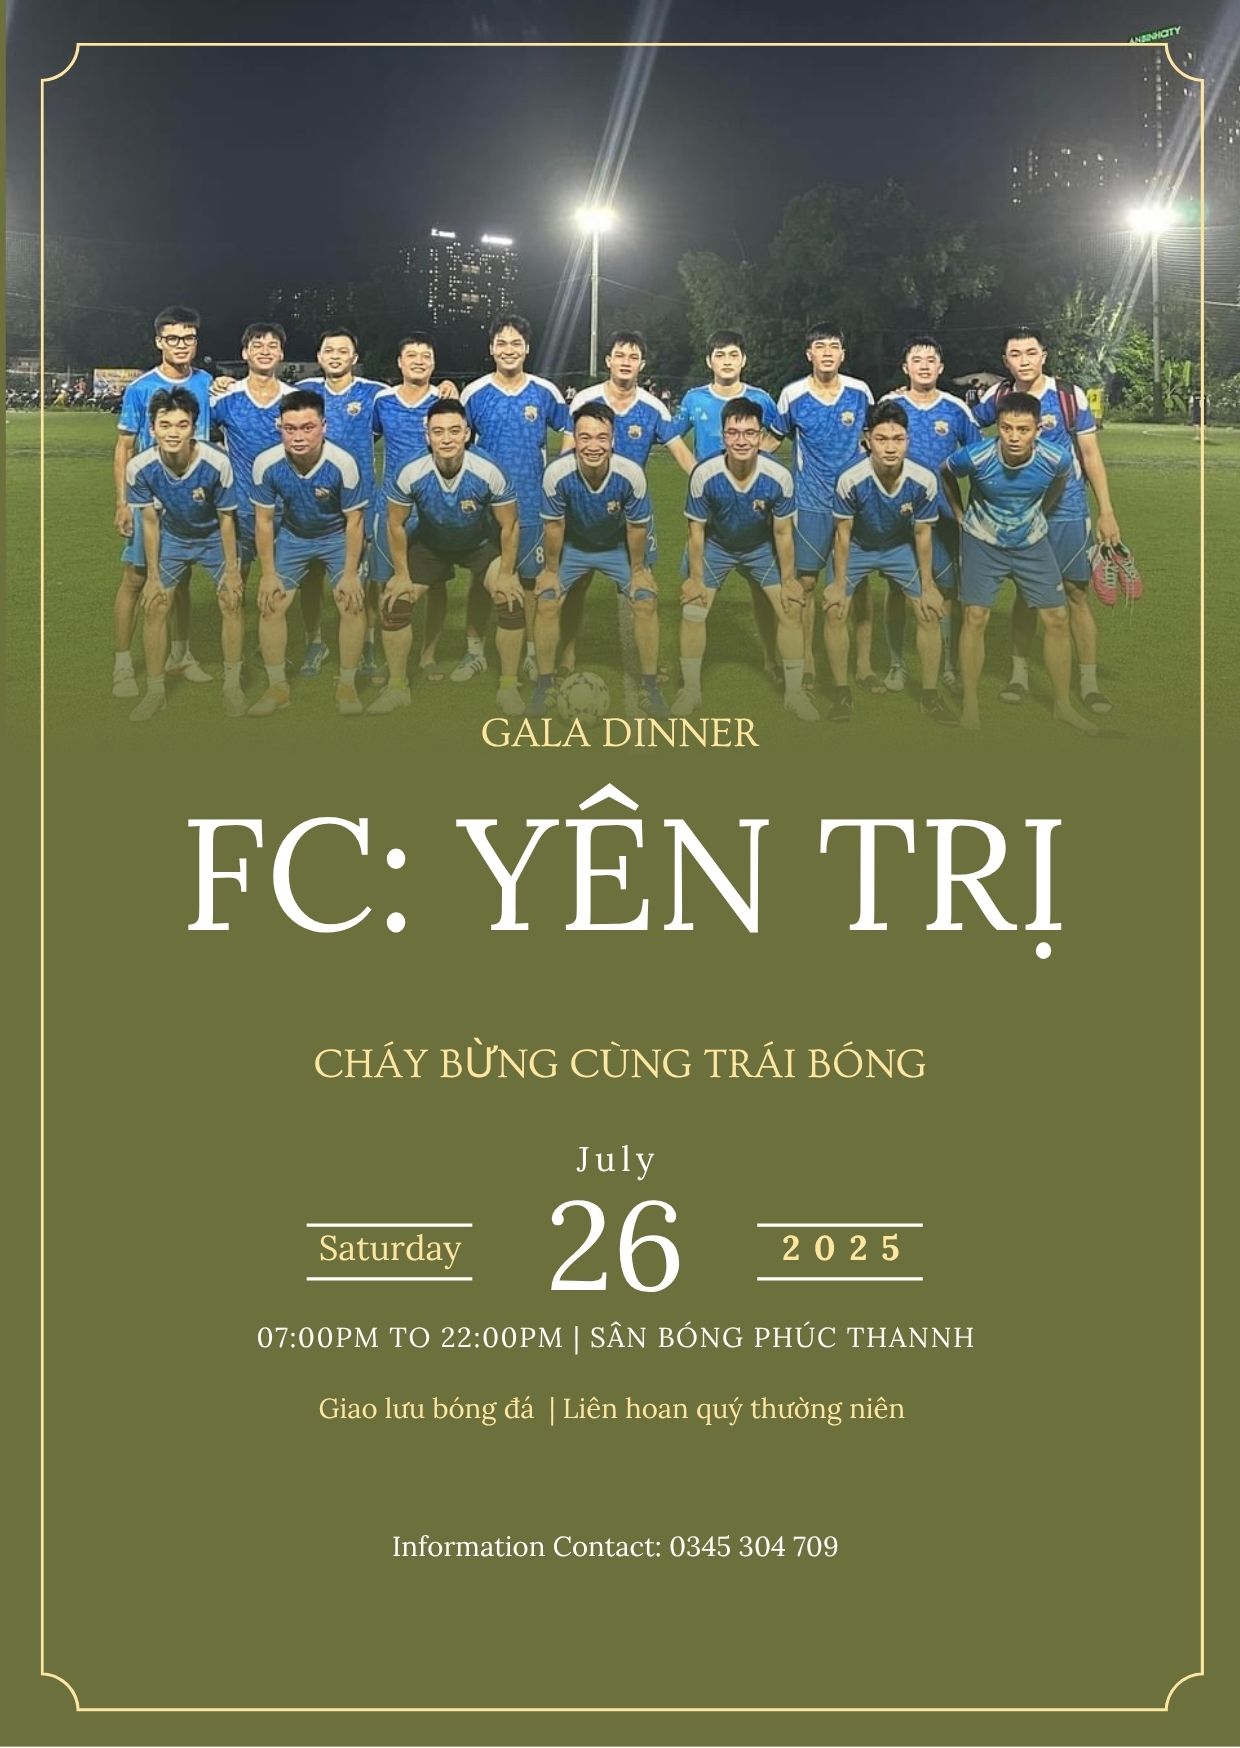 ANBINHCITY
GALA DINNER
FC: YÊN TRỊ
CHÁY BỪNG CÙNG TRÁI BÓNG
July
Saturday 26 2025
07:00PM TO 22:00PM | SÂN BÓNG PHÚC THANNH
Giao lưu bóng đá | Liên hoan quý thường niên
Information Contact: 0345 304 709